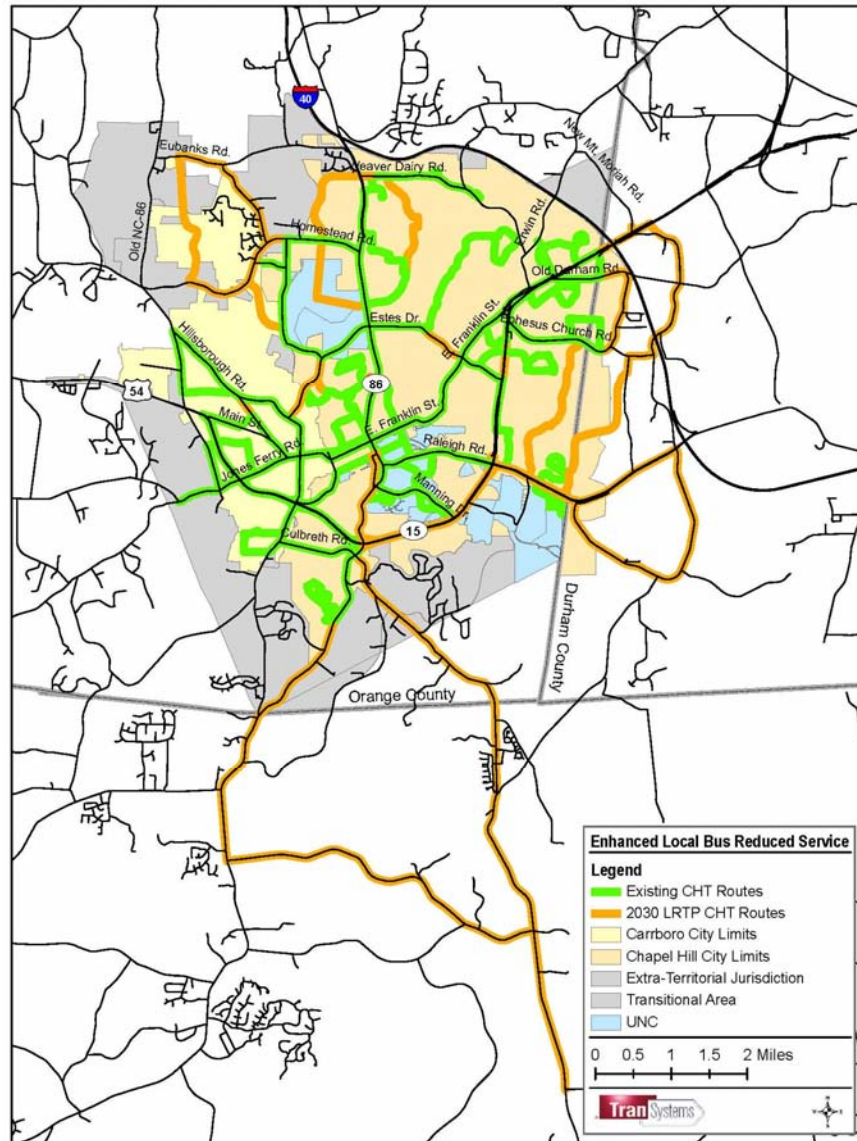 40
Eubanks Rd.
New Mt. Moriah Rd.
Weaver Dairy Rd.
Old NC-86
Homestead Rd.
Erwin Rd.
Old Durham Rd.
Estes Dr.
E. Franklin St.
Ephesus Church Rd.
Hillsborough Rd.
54
86
Main St.
E. Franklin St.
Jones Ferry Rd.
Raleigh Rd.
Manning Dr.
15
Culbreth Rd.
Durham County
Orange County
Enhanced Local Bus Reduced Service
Legend
Existing CHT Routes
2030 LRTP CHT Routes
Carrboro City Limits
Chapel Hill City Limits
Extra-Territorial Jurisdiction
Transitional Area
UNC
0 0.5 1 1.5 2 Miles
TranSystems